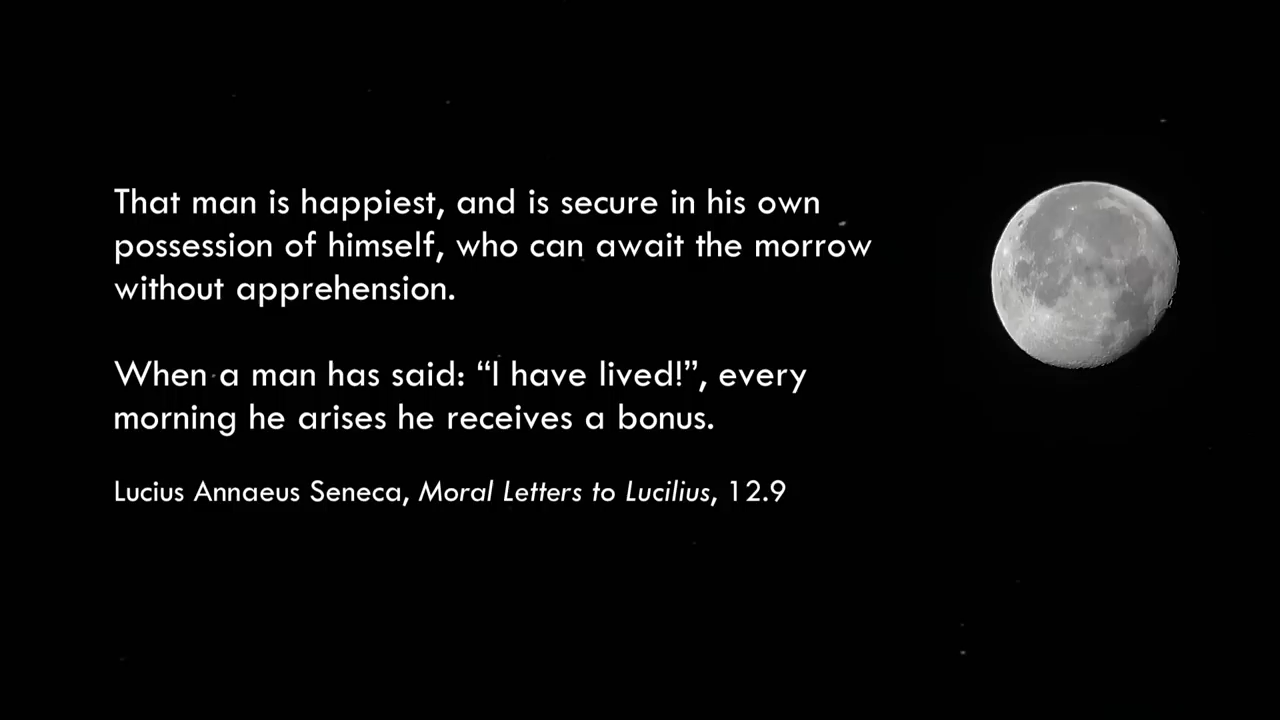 That man is happiest, and is secure in his own
possession of himself, who can await the morrow
without apprehension.
When a man has said: “I have lived!”, every
morning he arises he receives a bonus.
Lucius Annaeus Seneca, Moral Letters to Lucilius, 12.9